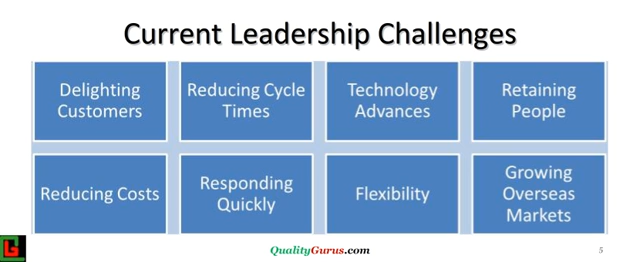 Current Leadership Challenges
Delighting
Customers
Reducing Cycle
Times
Technology
Advances
Retaining
People
Reducing Costs
Responding
Quickly
Flexibility
Growing
Overseas
Markets
QualityGurus.com
5